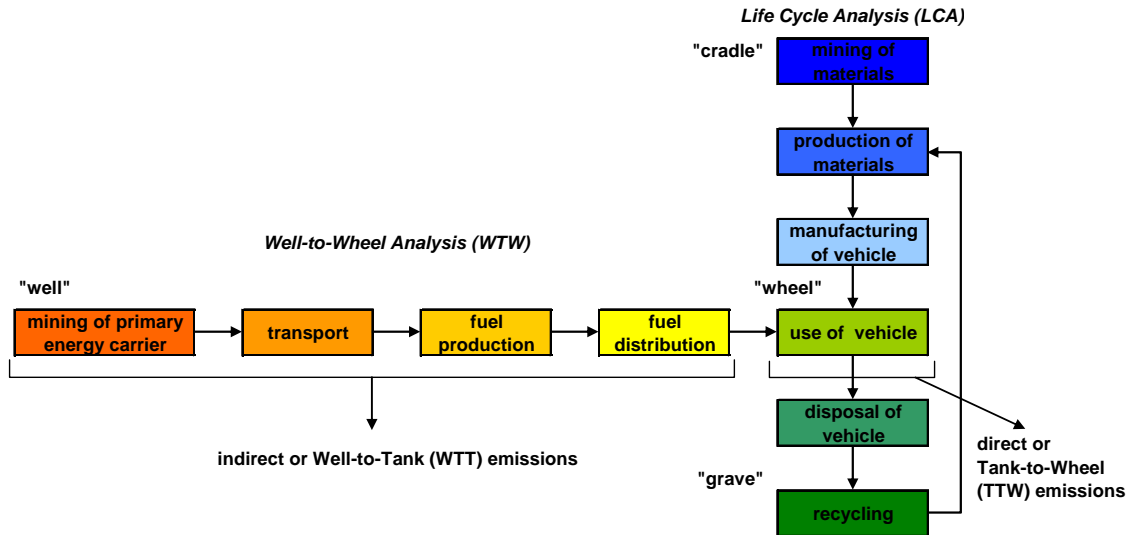 Life Cycle Analysis (LCA)
"cradle"
mining of
materials
production of
materials
manufacturing
of vehicle
Well-to-Wheel Analysis (WTW)
"well"
"wheel"
mining of primary
energy carrier
transport
fuel
production
fuel
distribution
use of vehicle
disposal of
vehicle
indirect or Well-to-Tank (WTT) emissions
direct or
Tank-to-Wheel
(TTW) emissions
"grave"
recycling